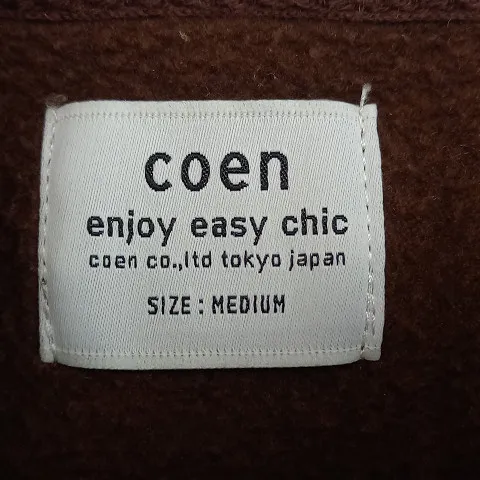 coen
enjoy easy chic
coen co.,ltd tokyo japan
SIZE : MEDIUM